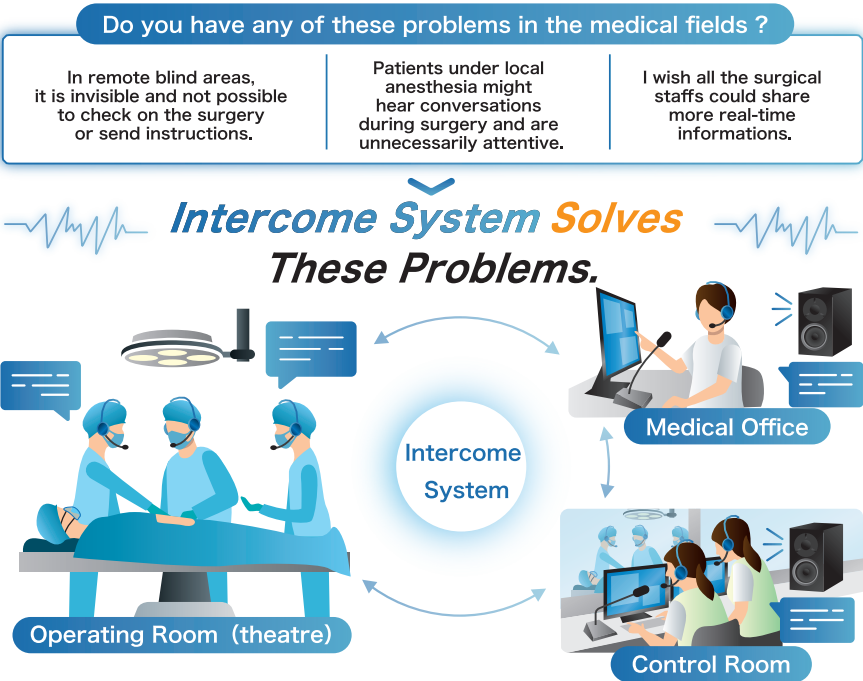 Do you have any of these problems in the medical fields ?
In remote blind areas,
it is invisible and not possible
to check on the surgery
or send instructions.
Patients under local
anesthesia might
hear conversations
during surgery and are
unnecessarily attentive.
I wish all the surgical
staffs could share
more real-time
informations.
Intercome System Solves
These Problems.
Medical Office
Intercome
System
Operating Room（theatre）
Control Room